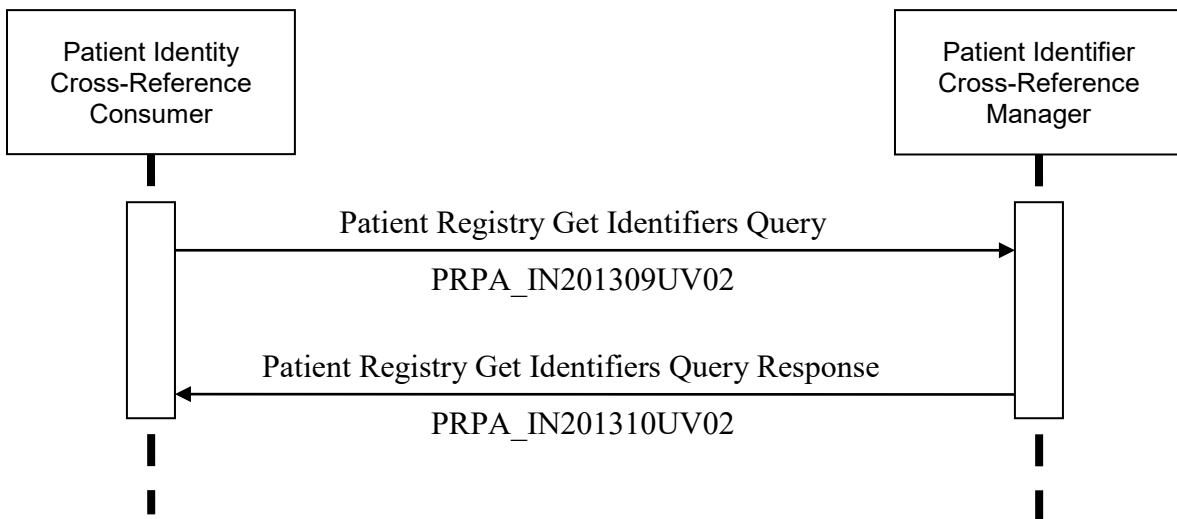 Patient Identity
Cross-Reference
Consumer
Patient Identifier
Cross-Reference
Manager
Patient Registry Get Identifiers Query
PRPA_IN201309UV02
Patient Registry Get Identifiers Query Response
PRPA_IN201310UV02